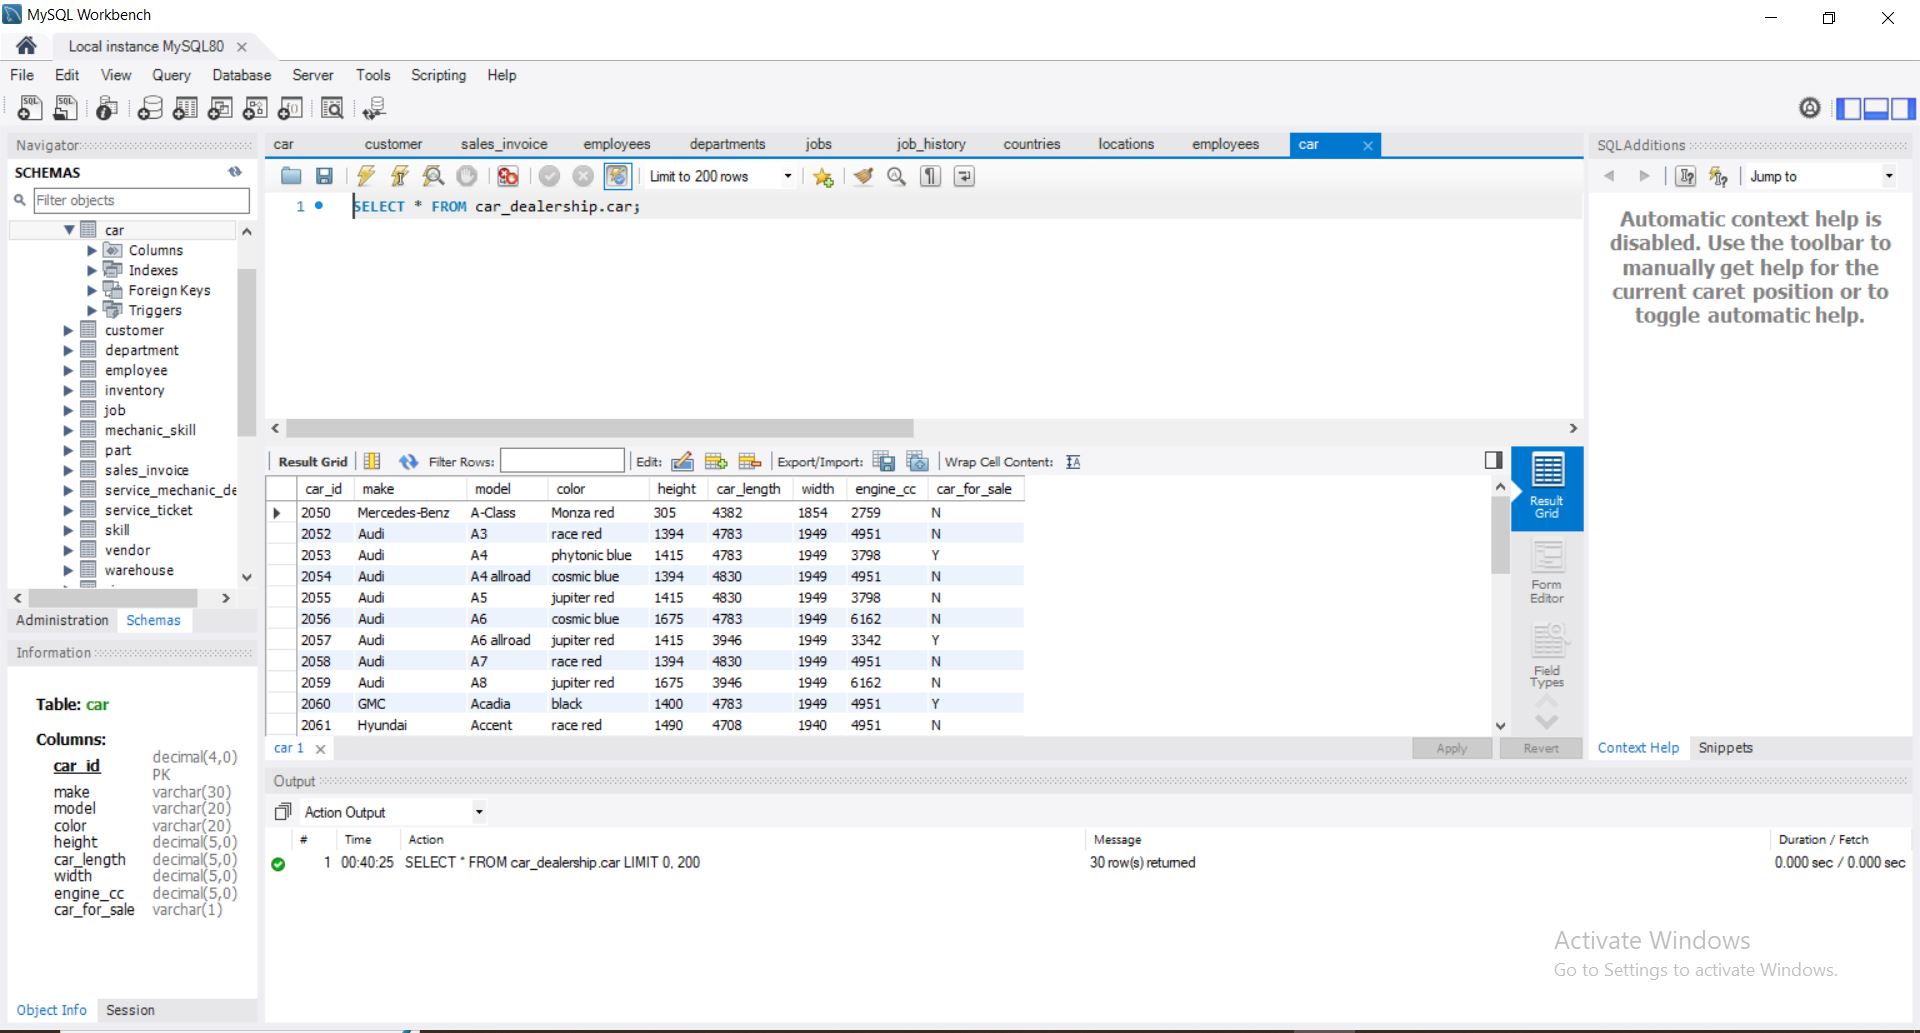 MySQL Workbench
Local instance MySQL80
File Edit View Query Database Server Tools Scripting Help
Navigator
SCHEMAS
Filter objects
car
Columns
Indexes
Foreign Keys
Triggers
customer
department
employee
inventory
job
mechanic_skill
part
sales_invoice
service_mechanic_de
service_ticket
skill
vendor
warehouse
Administration Schemas
Information
Table: car
Columns:
car_id decimal(4,0)
PK
make varchar(30)
model varchar(20)
color varchar(20)
height decimal(5,0)
car_length decimal(5,0)
width decimal(5,0)
engine_cc decimal(5,0)
car_for_sale varchar(1)
Object Info Session
car customer sales_invoice employees departments jobs job_history countries locations employees car
Limit to 200 rows
1 SELECT * FROM car_dealership.car;
Result Grid Filter Rows: Edit: Export/Import: Wrap Cell Content:
car_id make model color height car_length width engine_cc car_for_sale
2050 Mercedes-Benz A-Class Monza red 305 4382 1854 2759 N
2052 Audi A3 race red 1394 4783 1949 4951 N
2053 Audi A4 phytonic blue 1415 4783 1949 3798 Y
2054 Audi A4 allroad cosmic blue 1394 4830 1949 4951 N
2055 Audi A5 jupiter red 1415 4830 1949 3798 N
2056 Audi A6 cosmic blue 1675 4783 1949 6162 N
2057 Audi A6 allroad jupiter red 1415 3946 1949 3342 Y
2058 Audi A7 race red 1394 4830 1949 4951 N
2059 Audi A8 jupiter red 1675 3946 1949 6162 N
2060 GMC Acadia black 1400 4783 1949 4951 Y
2061 Hyundai Accent race red 1490 4708 1940 4951 N
Result
Grid
Form
Editor
Field
Types
car 1
Apply Revert
SQLAdditions
Jump to
Automatic context help is
disabled. Use the toolbar to
manually get help for the
current caret position or to
toggle automatic help.
Context Help Snippets
Output
Action Output
# Time Action Message Duration / Fetch
1 00:40:25 SELECT * FROM car_dealership.car LIMIT 0, 200 30 row(s) returned 0.000 sec / 0.000 sec
Activate Windows
Go to Settings to activate Windows.